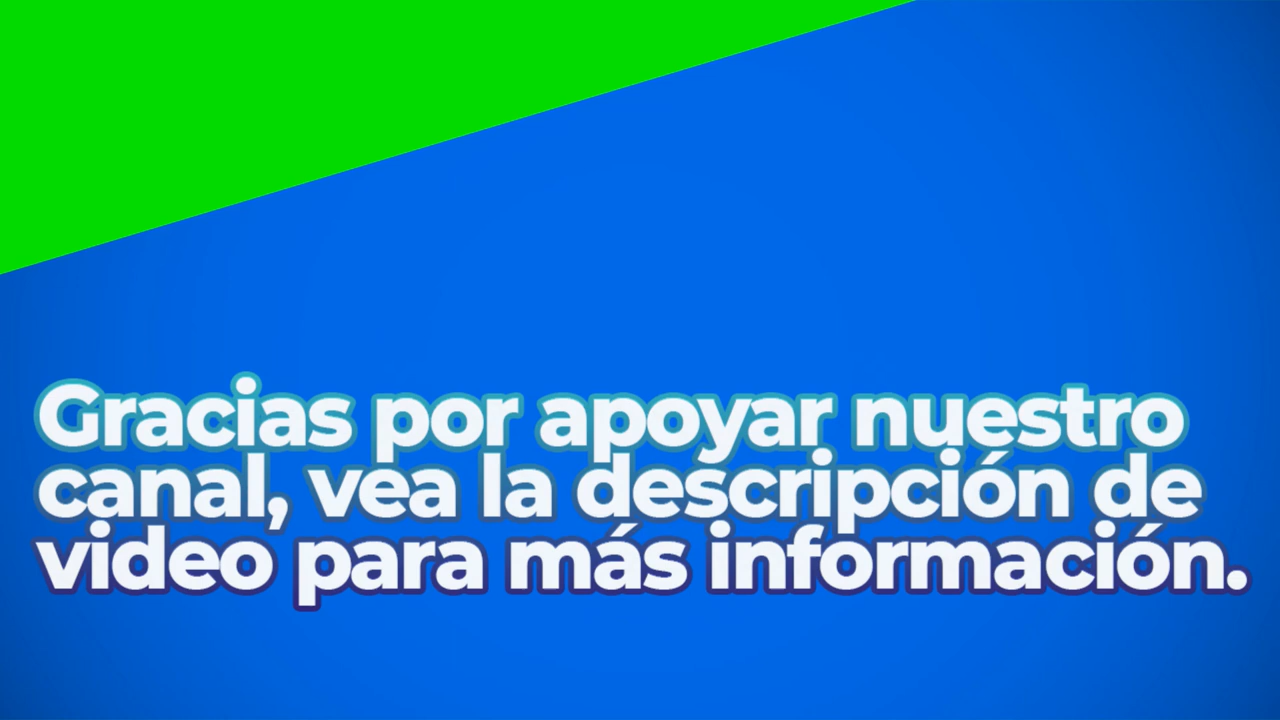 Gracias por apoyar nuestro
canal, vea la descripción de
video para más información.